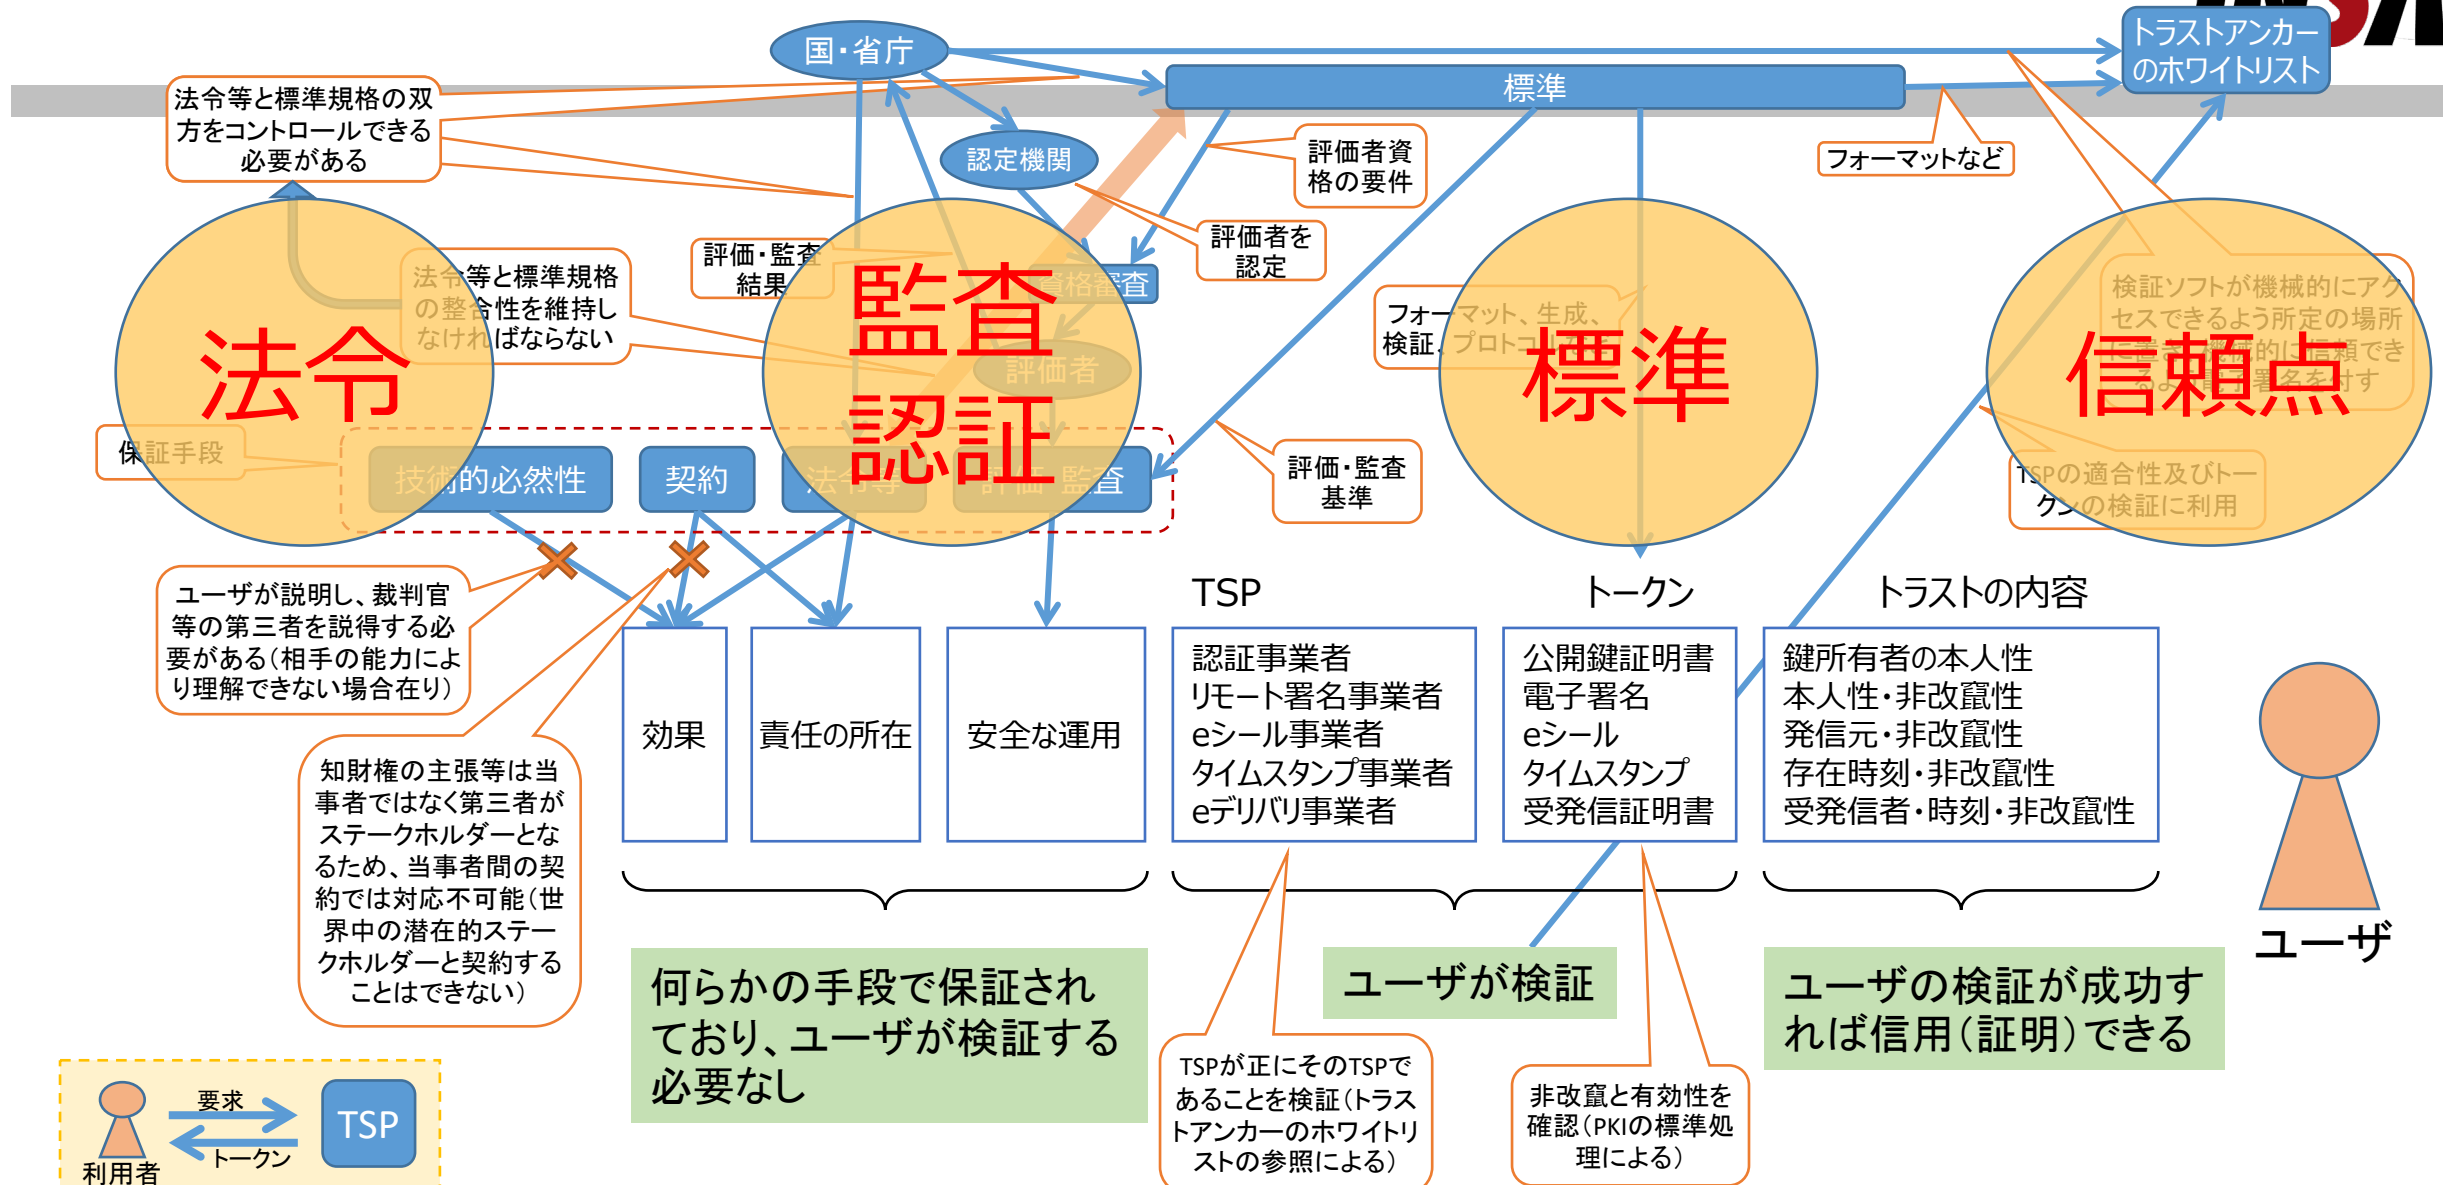 国・省庁
トラストアンカー
のホワイトリスト
標準
法令等と標準規格の双
方をコントロールできる
必要がある
認定機関
評価者資
格の要件
フォーマットなど
評価者を
認定
評価・監査
結果
法令等と標準規格
の整合性を維持し
なければならない
資格審査
評価者
フォーマット、生成、
検証、プロトコルなど
検証ソフトが機械的にアク
セスできるよう所定の場所
に置き、機械的に信頼でき
るよう電子署名を付す
法令
監査
認証
標準
信頼点
保証手段
技術的必然性
契約
法令等
評価・監査
評価・監査
基準
TSPの適合性及びトー
クンの検証に利用
ユーザが説明し、裁判官
等の第三者を説得する必
要がある（相手の能力によ
り理解できない場合在り）
知財権の主張等は当
事者ではなく第三者が
ステークホルダーとな
るため、当事者間の契
約では対応不可能（世
界中の潜在的ステー
クホルダーと契約する
ことはできない）
効果
責任の所在
安全な運用
TSP
認証事業者
リモート署名事業者
eシール事業者
タイムスタンプ事業者
eデリバリ事業者
トークン
公開鍵証明書
電子署名
eシール
タイムスタンプ
受発信証明書
トラストの内容
鍵所有者の本人性
本人性・非改竄性
発信元・非改竄性
存在時刻・非改竄性
受発信者・時刻・非改竄性
ユーザ
何らかの手段で保証され
ており、ユーザが検証する
必要なし
ユーザが検証
ユーザの検証が成功す
れば信用（証明）できる
TSPが正にそのTSPで
あることを検証（トラス
トアンカーのホワイトリ
ストの参照による）
非改竄と有効性を
確認（PKIの標準処
理による）
要求
トークン
TSP
利用者